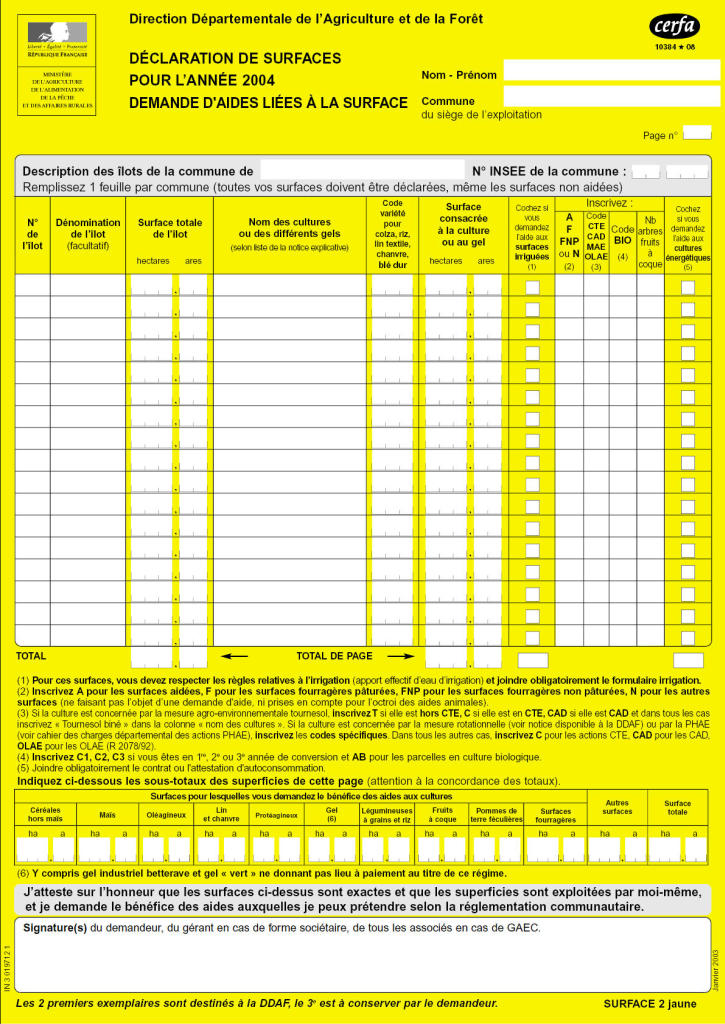 Direction Départementale de l'Agriculture et de la Forêt
cerfa
10384 ★ 08
Liberté • Égalité • Fraternité
RÉPUBLIQUE FRANÇAISE
MINISTÈRE
DE L'AGRICULTURE
DE L'ALIMENTATION
DE LA PÊCHE
ET DES AFFAIRES RURALES
DÉCLARATION DE SURFACES
POUR L'ANNÉE 2004
DEMANDE D'AIDES LIÉES À LA SURFACE
Nom - Prénom
Commune
du siège de l'exploitation
Page n°
Description des îlots de la commune de
N° INSEE de la commune :
Remplissez 1 feuille par commune (toutes vos surfaces doivent être déclarées, même les surfaces non aidées)
N°
de
l'îlot
Dénomination
de l'îlot
(facultatif)
Surface totale
de l'îlot
hectares ares
Nom des cultures
ou des différents gels
(selon liste de la notice explicative)
Code
variété
pour
colza, riz,
lin textile,
chanvre,
blé dur
Surface
consacrée
à la culture
ou au gel
hectares ares
Cochez si
vous
demandez
l'aide aux
surfaces
irriguées
(1)
Inscrivez :
A
F
FNP
ou N
(2)
Code
CTE
CAD
MAE
OLAE
(3)
Code
BIO
(4)
Nb
arbres
fruits
à
coque
Cochez
si vous
demandez
l'aide aux
cultures
énergétiques
(5)
TOTAL
TOTAL DE PAGE
(1) Pour ces surfaces, vous devez respecter les règles relatives à l'irrigation (apport effectif d'eau d'irrigation) et joindre obligatoirement le formulaire irrigation.
(2) Inscrivez A pour les surfaces aidées, F pour les surfaces fourragères pâturées, FNP pour les surfaces fourragères non pâturées, N pour les autres
surfaces (ne faisant pas l'objet d'une demande d'aide, ni prises en compte pour l'octroi des aides animales).
(3) Si la culture est concernée par la mesure agro-environnementale tournesol, inscrivez T si elle est hors CTE, C si elle est en CTE, CAD si elle est CAD et dans tous les cas
inscrivez « Tournesol biné » dans la colonne « nom des cultures ». Si la culture est concernée par la mesure rotationnelle (voir notice disponible à la DDAF) ou par la PHAE
(voir cahier des charges départemental des actions PHAE), inscrivez les codes spécifiques. Dans tous les autres cas, inscrivez C pour les actions CTE, CAD pour les CAD,
OLAE pour les OLAE (R 2078/92).
(4) Inscrivez C1, C2, C3 si vous êtes en 1re, 2e ou 3e année de conversion et AB pour les parcelles en culture biologique.
(5) Joindre obligatoirement le contrat ou l'attestation d'autoconsommation.
Indiquez ci-dessous les sous-totaux des superficies de cette page (attention à la concordance des totaux).
Surfaces pour lesquelles vous demandez le bénéfice des aides aux cultures
Céréales
hors maïs
Maïs
Oléagineux
Lin
et chanvre
Protéagineux
Gel
(6)
Légumineuses
à grains et riz
Fruits
à coque
Pommes de
terre féculières
Surfaces
fourragères
Autres
surfaces
Surface
totale
ha a ha a ha a ha a ha a ha a ha a ha a ha a ha a ha a ha a
(6) Y compris gel industriel betterave et gel « vert » ne donnant pas lieu à paiement au titre de ce régime.
J'atteste sur l'honneur que les surfaces ci-dessus sont exactes et que les superficies sont exploitées par moi-même,
et je demande le bénéfice des aides auxquelles je peux prétendre selon la réglementation communautaire.
Signature(s) du demandeur, du gérant en cas de forme sociétaire, de tous les associés en cas de GAEC.
IN 3 019712 1
Janvier 2003
Les 2 premiers exemplaires sont destinés à la DDAF, le 3e est à conserver par le demandeur.
SURFACE 2 jaune